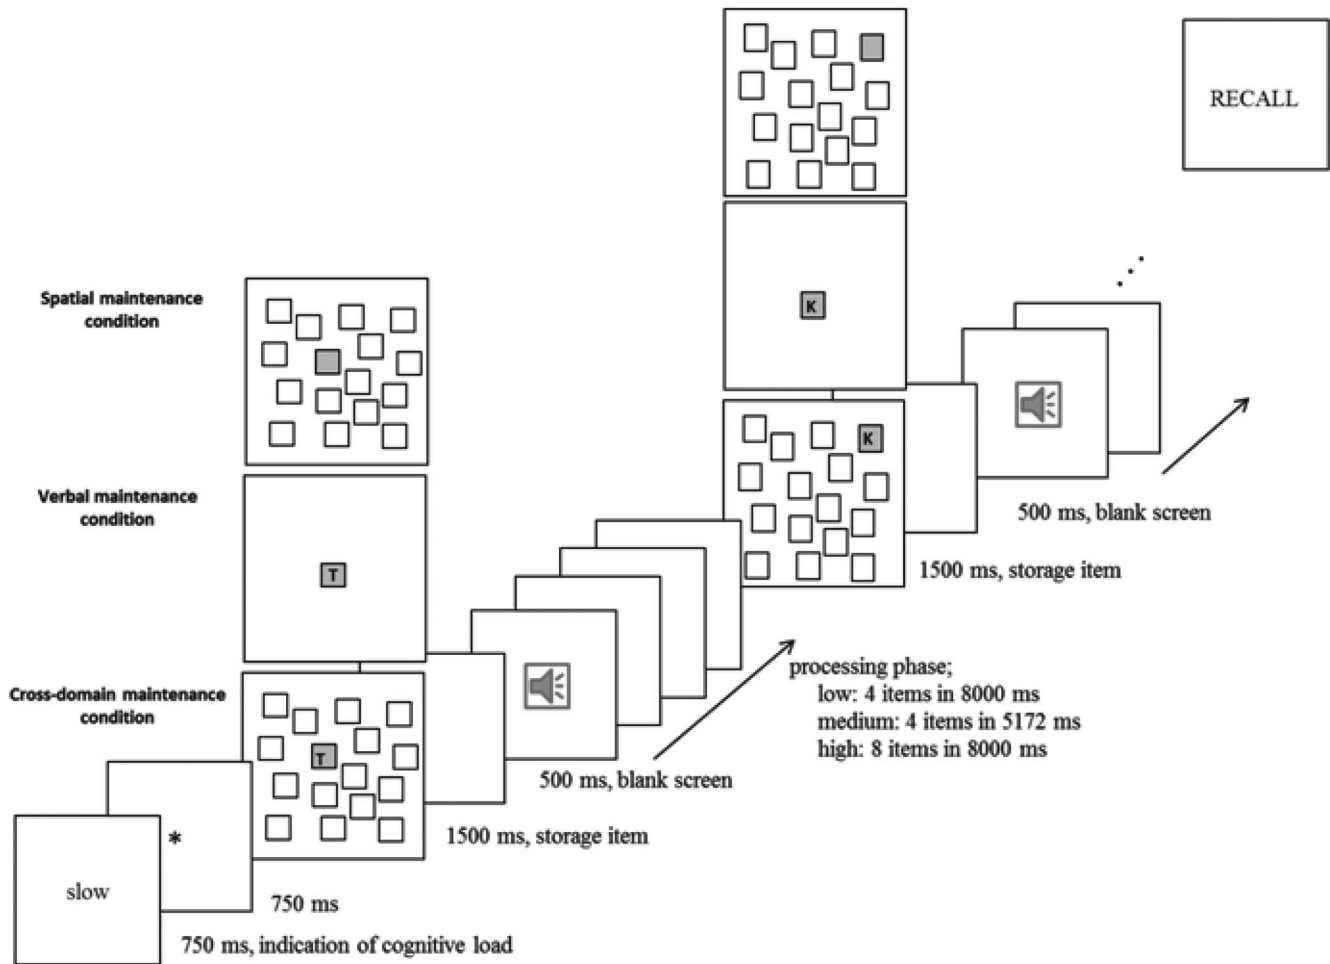 RECALL
Spatial maintenance
condition
K
K
500 ms, blank screen
1500 ms, storage item
Verbal maintenance
condition
T
processing phase;
low: 4 items in 8000 ms
medium: 4 items in 5172 ms
high: 8 items in 8000 ms
Cross-domain maintenance
condition
T
500 ms, blank screen
1500 ms, storage item
*
slow
750 ms
750 ms, indication of cognitive load